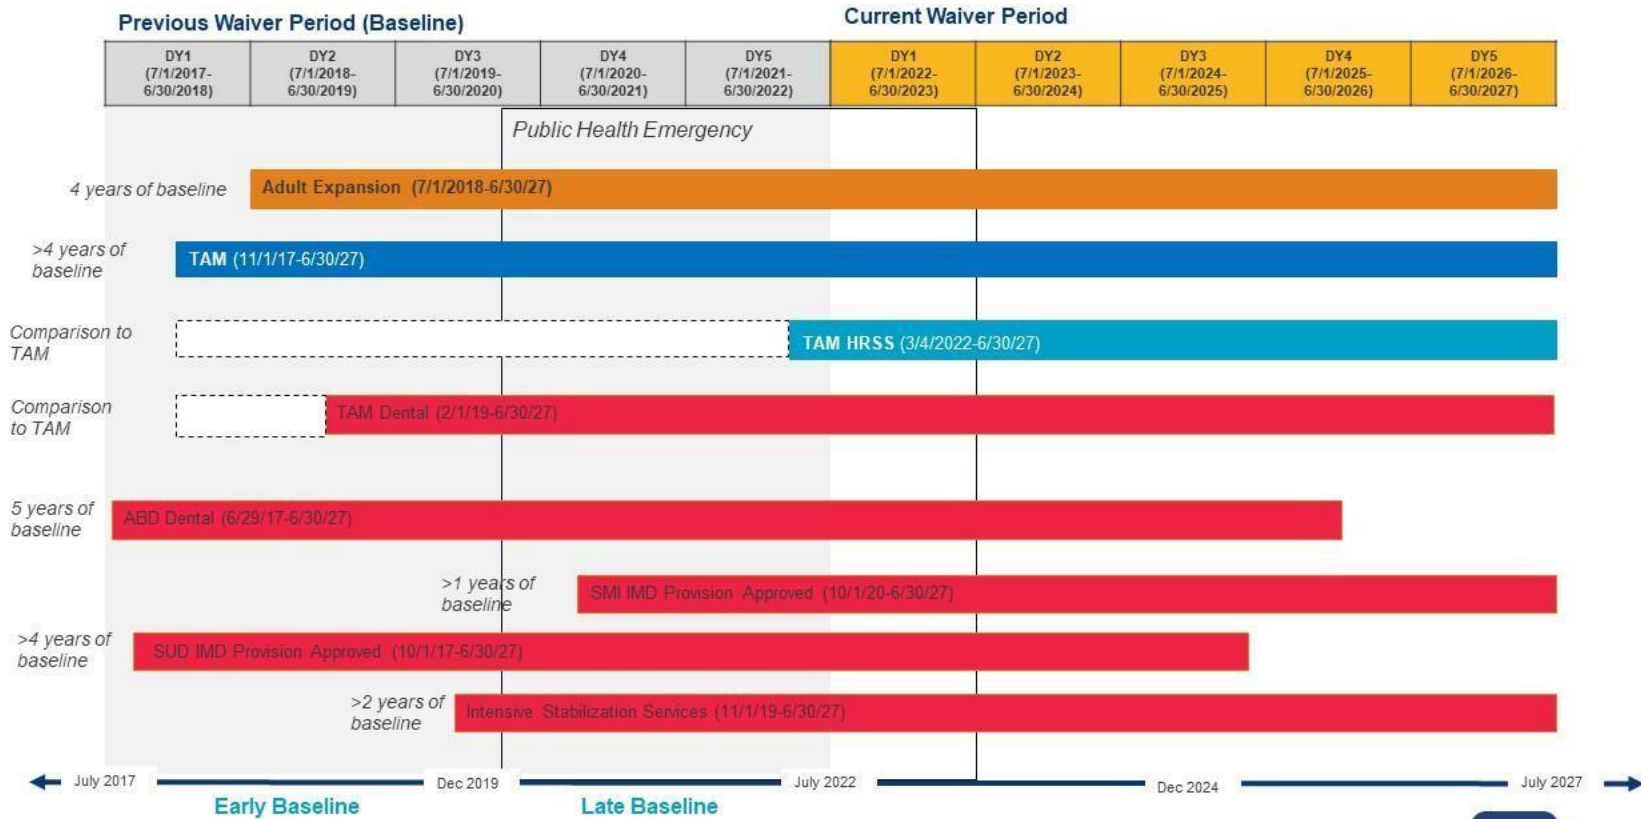 Previous Waiver Period (Baseline)
Current Waiver Period
DY1
(7/1/2017-
6/30/2018)
DY2
(7/1/2018-
6/30/2019)
DY3
(7/1/2019-
6/30/2020)
DY4
(7/1/2020-
6/30/2021)
DY5
(7/1/2021-
6/30/2022)
DY1
(7/1/2022-
6/30/2023)
DY2
(7/1/2023-
6/30/2024)
DY3
(7/1/2024-
6/30/2025)
DY4
(7/1/2025-
6/30/2026)
DY5
(7/1/2026-
6/30/2027)
Public Health Emergency
4 years of baseline
Adult Expansion (7/1/2018-6/30/27)
>4 years of
baseline
TAM (11/1/17-6/30/27)
Comparison to
TAM
TAM HRSS (3/4/2022-6/30/27)
Comparison
to TAM
TAM Dental (2/1/19-6/30/27)
5 years of
baseline
ABD Dental (6/29/17-6/30/27)
>1 years of
baseline
SMI IMD Provision Approved (10/1/20-6/30/27)
>4 years of
baseline
SUD IMD Provision Approved (10/1/17-6/30/27)
>2 years of
baseline
Intensive Stabilization Services (11/1/19-6/30/27)
July 2017
Dec 2019
July 2022
Dec 2024
July 2027
Early Baseline
Late Baseline